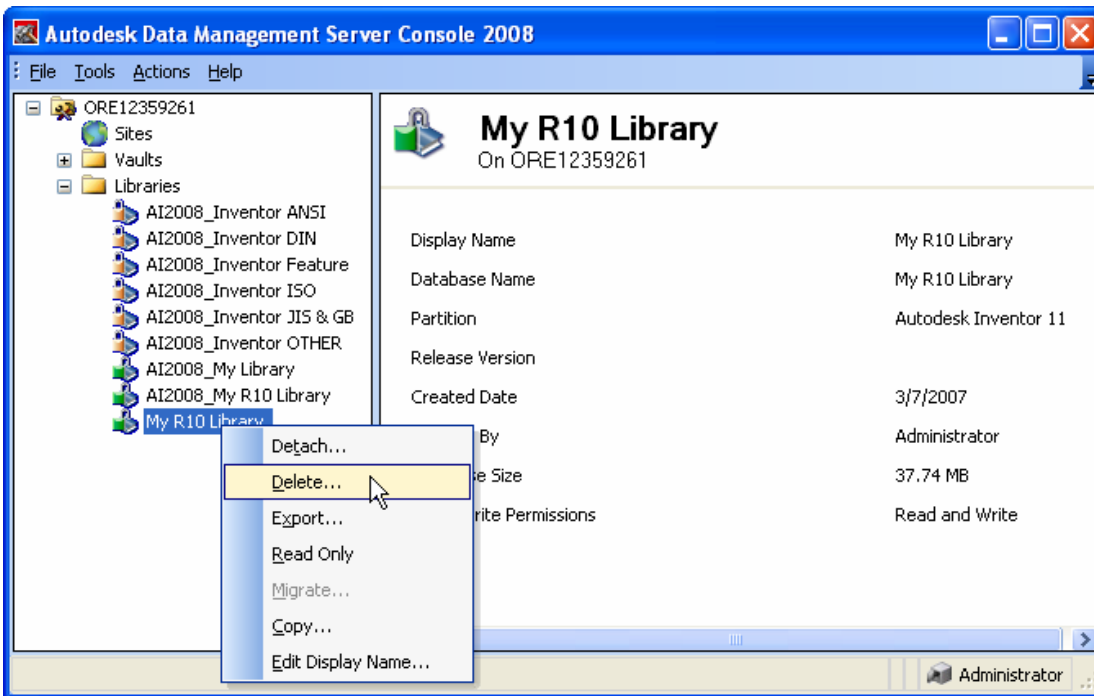 Autodesk Data Management Server Console 2008
File Tools Actions Help
ORE12359261
Sites
Vaults
Libraries
AI2008_Inventor ANSI
AI2008_Inventor DIN
AI2008_Inventor Feature
AI2008_Inventor ISO
AI2008_Inventor JIS & GB
AI2008_Inventor OTHER
AI2008_My Library
AI2008_My R10 Library
My R10 Library
Detach...
Delete...
Export...
Read Only
Migrate...
Copy...
Edit Display Name...
My R10 Library
On ORE12359261
Display Name My R10 Library
Database Name My R10 Library
Partition Autodesk Inventor 11
Release Version
Created Date 3/7/2007
By Administrator
Size 37.74 MB
Permissions Read and Write
Administrator